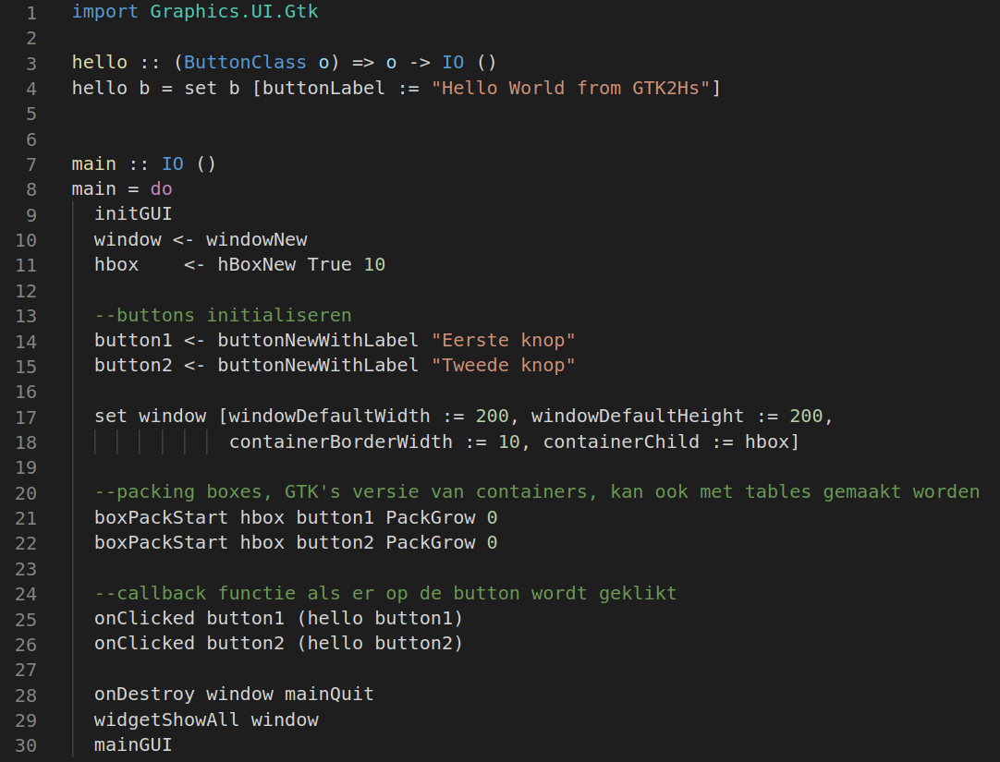 1 import Graphics.UI.Gtk
2
3 hello :: (ButtonClass o) => o -> IO ()
4 hello b = set b [buttonLabel := "Hello World from GTK2Hs"]
5
6
7 main :: IO ()
8 main = do
9   initGUI
10   window <- windowNew
11   hbox    <- hBoxNew True 10
12
13   --buttons initialiseren
14   button1 <- buttonNewWithLabel "Eerste knop"
15   button2 <- buttonNewWithLabel "Tweede knop"
16
17   set window [windowDefaultWidth := 200, windowDefaultHeight := 200,
18               containerBorderWidth := 10, containerChild := hbox]
19
20   --packing boxes, GTK's versie van containers, kan ook met tables gemaakt worden
21   boxPackStart hbox button1 PackGrow 0
22   boxPackStart hbox button2 PackGrow 0
23
24   --callback functie als er op de button wordt geklikt
25   onClicked button1 (hello button1)
26   onClicked button2 (hello button2)
27
28   onDestroy window mainQuit
29   widgetShowAll window
30   mainGUI